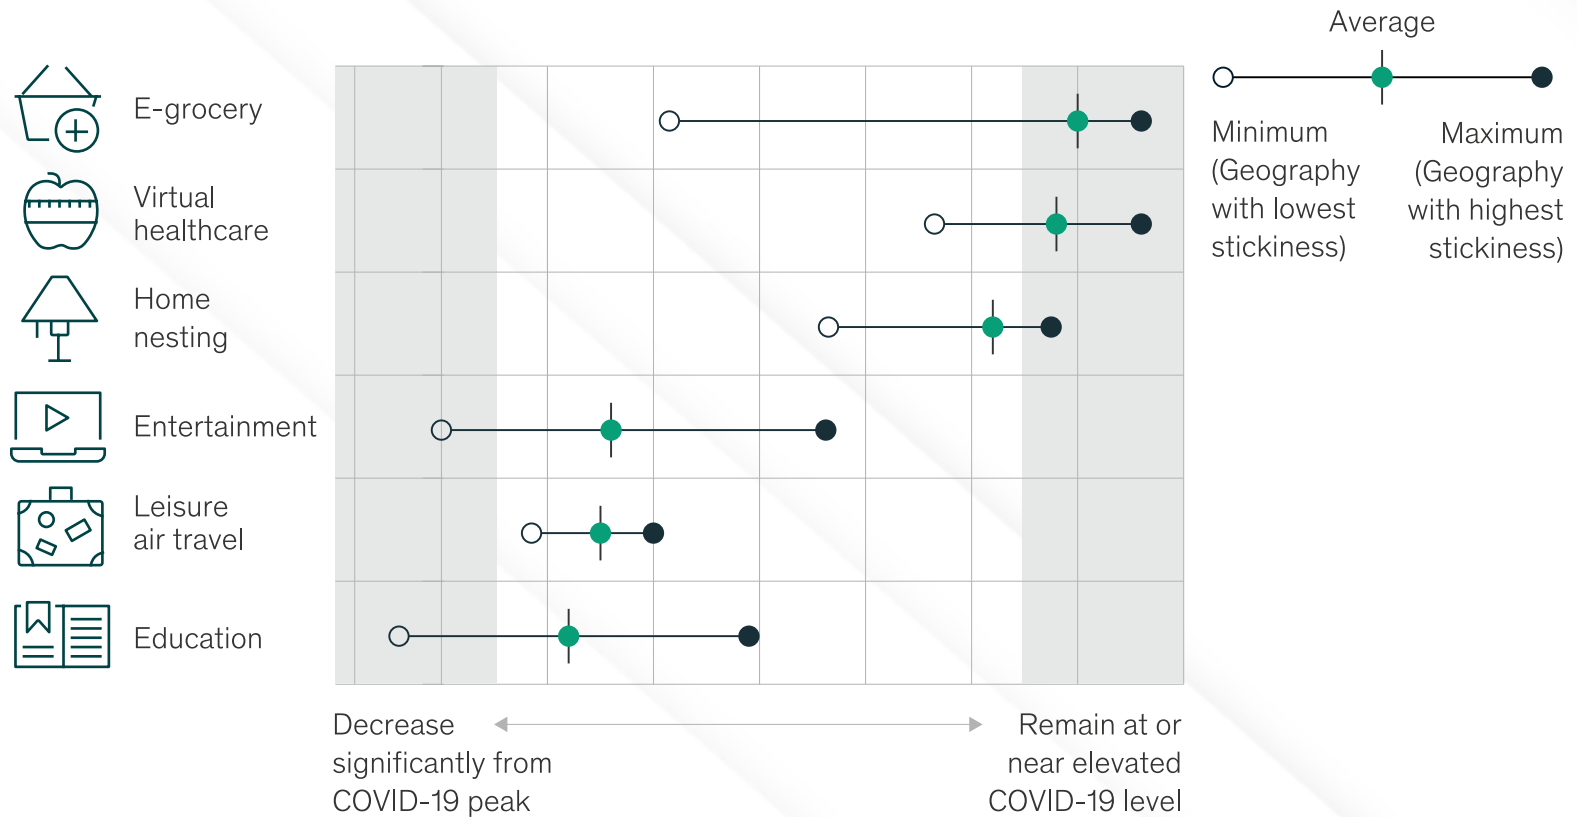 Average
Minimum
(Geography
with lowest
stickiness)
Maximum
(Geography
with highest
stickiness)
E-grocery
Virtual
healthcare
Home
nesting
Entertainment
Leisure
air travel
Education
Decrease
significantly from
COVID-19 peak
Remain at or
near elevated
COVID-19 level